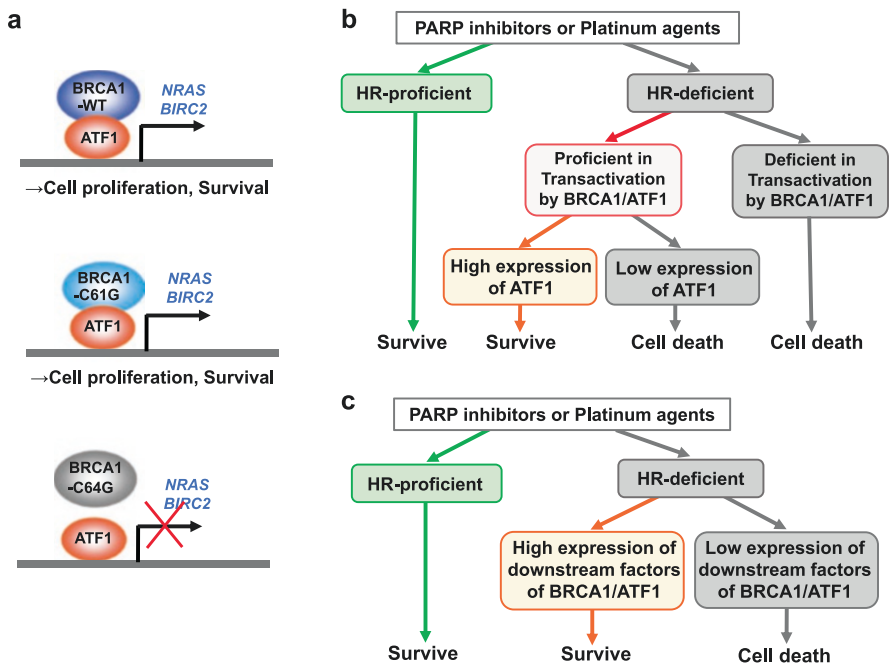 a
BRCA1
-WT
ATF1
NRAS
BIRC2
→Cell proliferation, Survival
BRCA1
-C61G
ATF1
NRAS
BIRC2
→Cell proliferation, Survival
BRCA1
-C64G
ATF1
NRAS
BIRC2
b
PARP inhibitors or Platinum agents
HR-proficient
HR-deficient
Proficient in
Transactivation
by BRCA1/ATF1
Deficient in
Transactivation
by BRCA1/ATF1
High expression
of ATF1
Low expression
of ATF1
Survive
Survive
Cell death
Cell death
c
PARP inhibitors or Platinum agents
HR-proficient
HR-deficient
High expression of
downstream factors
of BRCA1/ATF1
Low expression of
downstream factors
of BRCA1/ATF1
Survive
Survive
Cell death